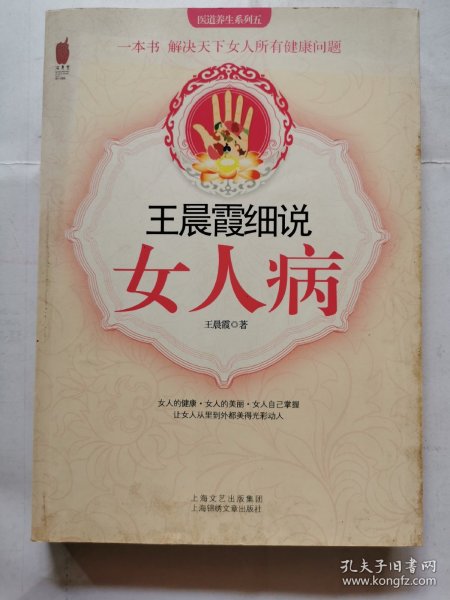 医道养生系列五
一本书 解决天下女人所有健康问题
王晨霞细说
女人病
王晨霞◎著
女人的健康·女人的美丽·女人自己掌握
让女人从里到外都美得光彩动人
上海文艺出版集团
上海锦绣文章出版社
孔夫子旧书网
www.kongfz.com